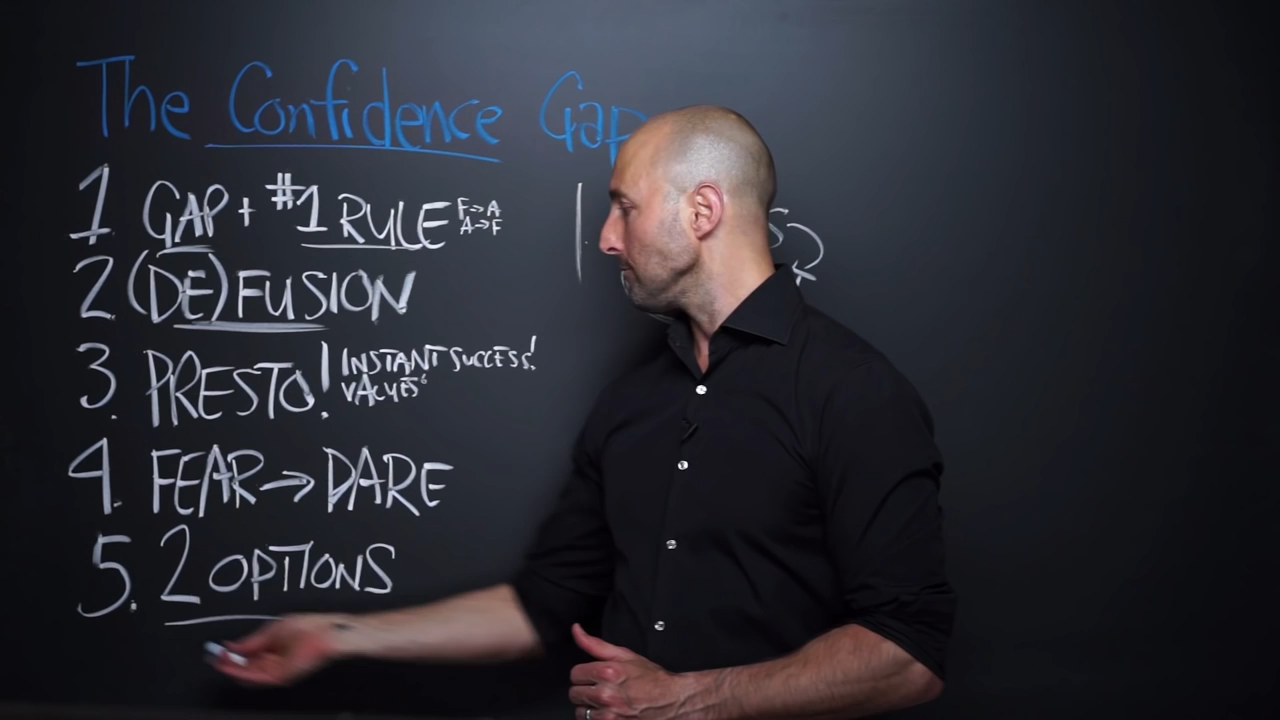 The Confidence Gap
1 GAP + #1 RULE F→A
A→F
2 (DE)FUSION
3. PRESTO! INSTANT SUCCESS!
VALUES
4. FEAR → DARE
5. 2 OPTIONS